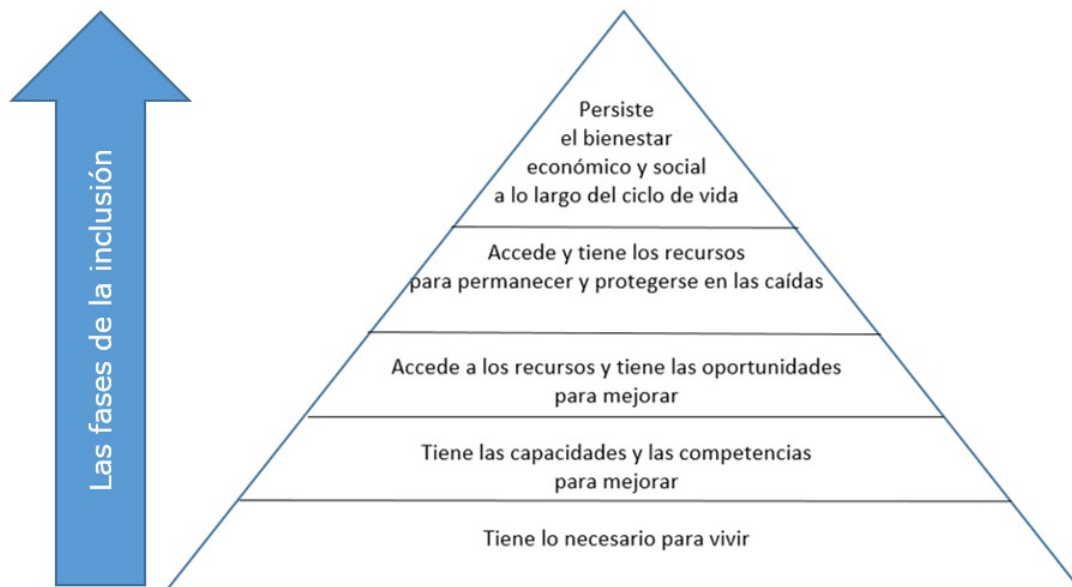 Las fases de la inclusión
Persiste
el bienestar
económico y social
a lo largo del ciclo de vida
Accede y tiene los recursos
para permanecer y protegerse en las caídas
Accede a los recursos y tiene las oportunidades
para mejorar
Tiene las capacidades y las competencias
para mejorar
Tiene lo necesario para vivir